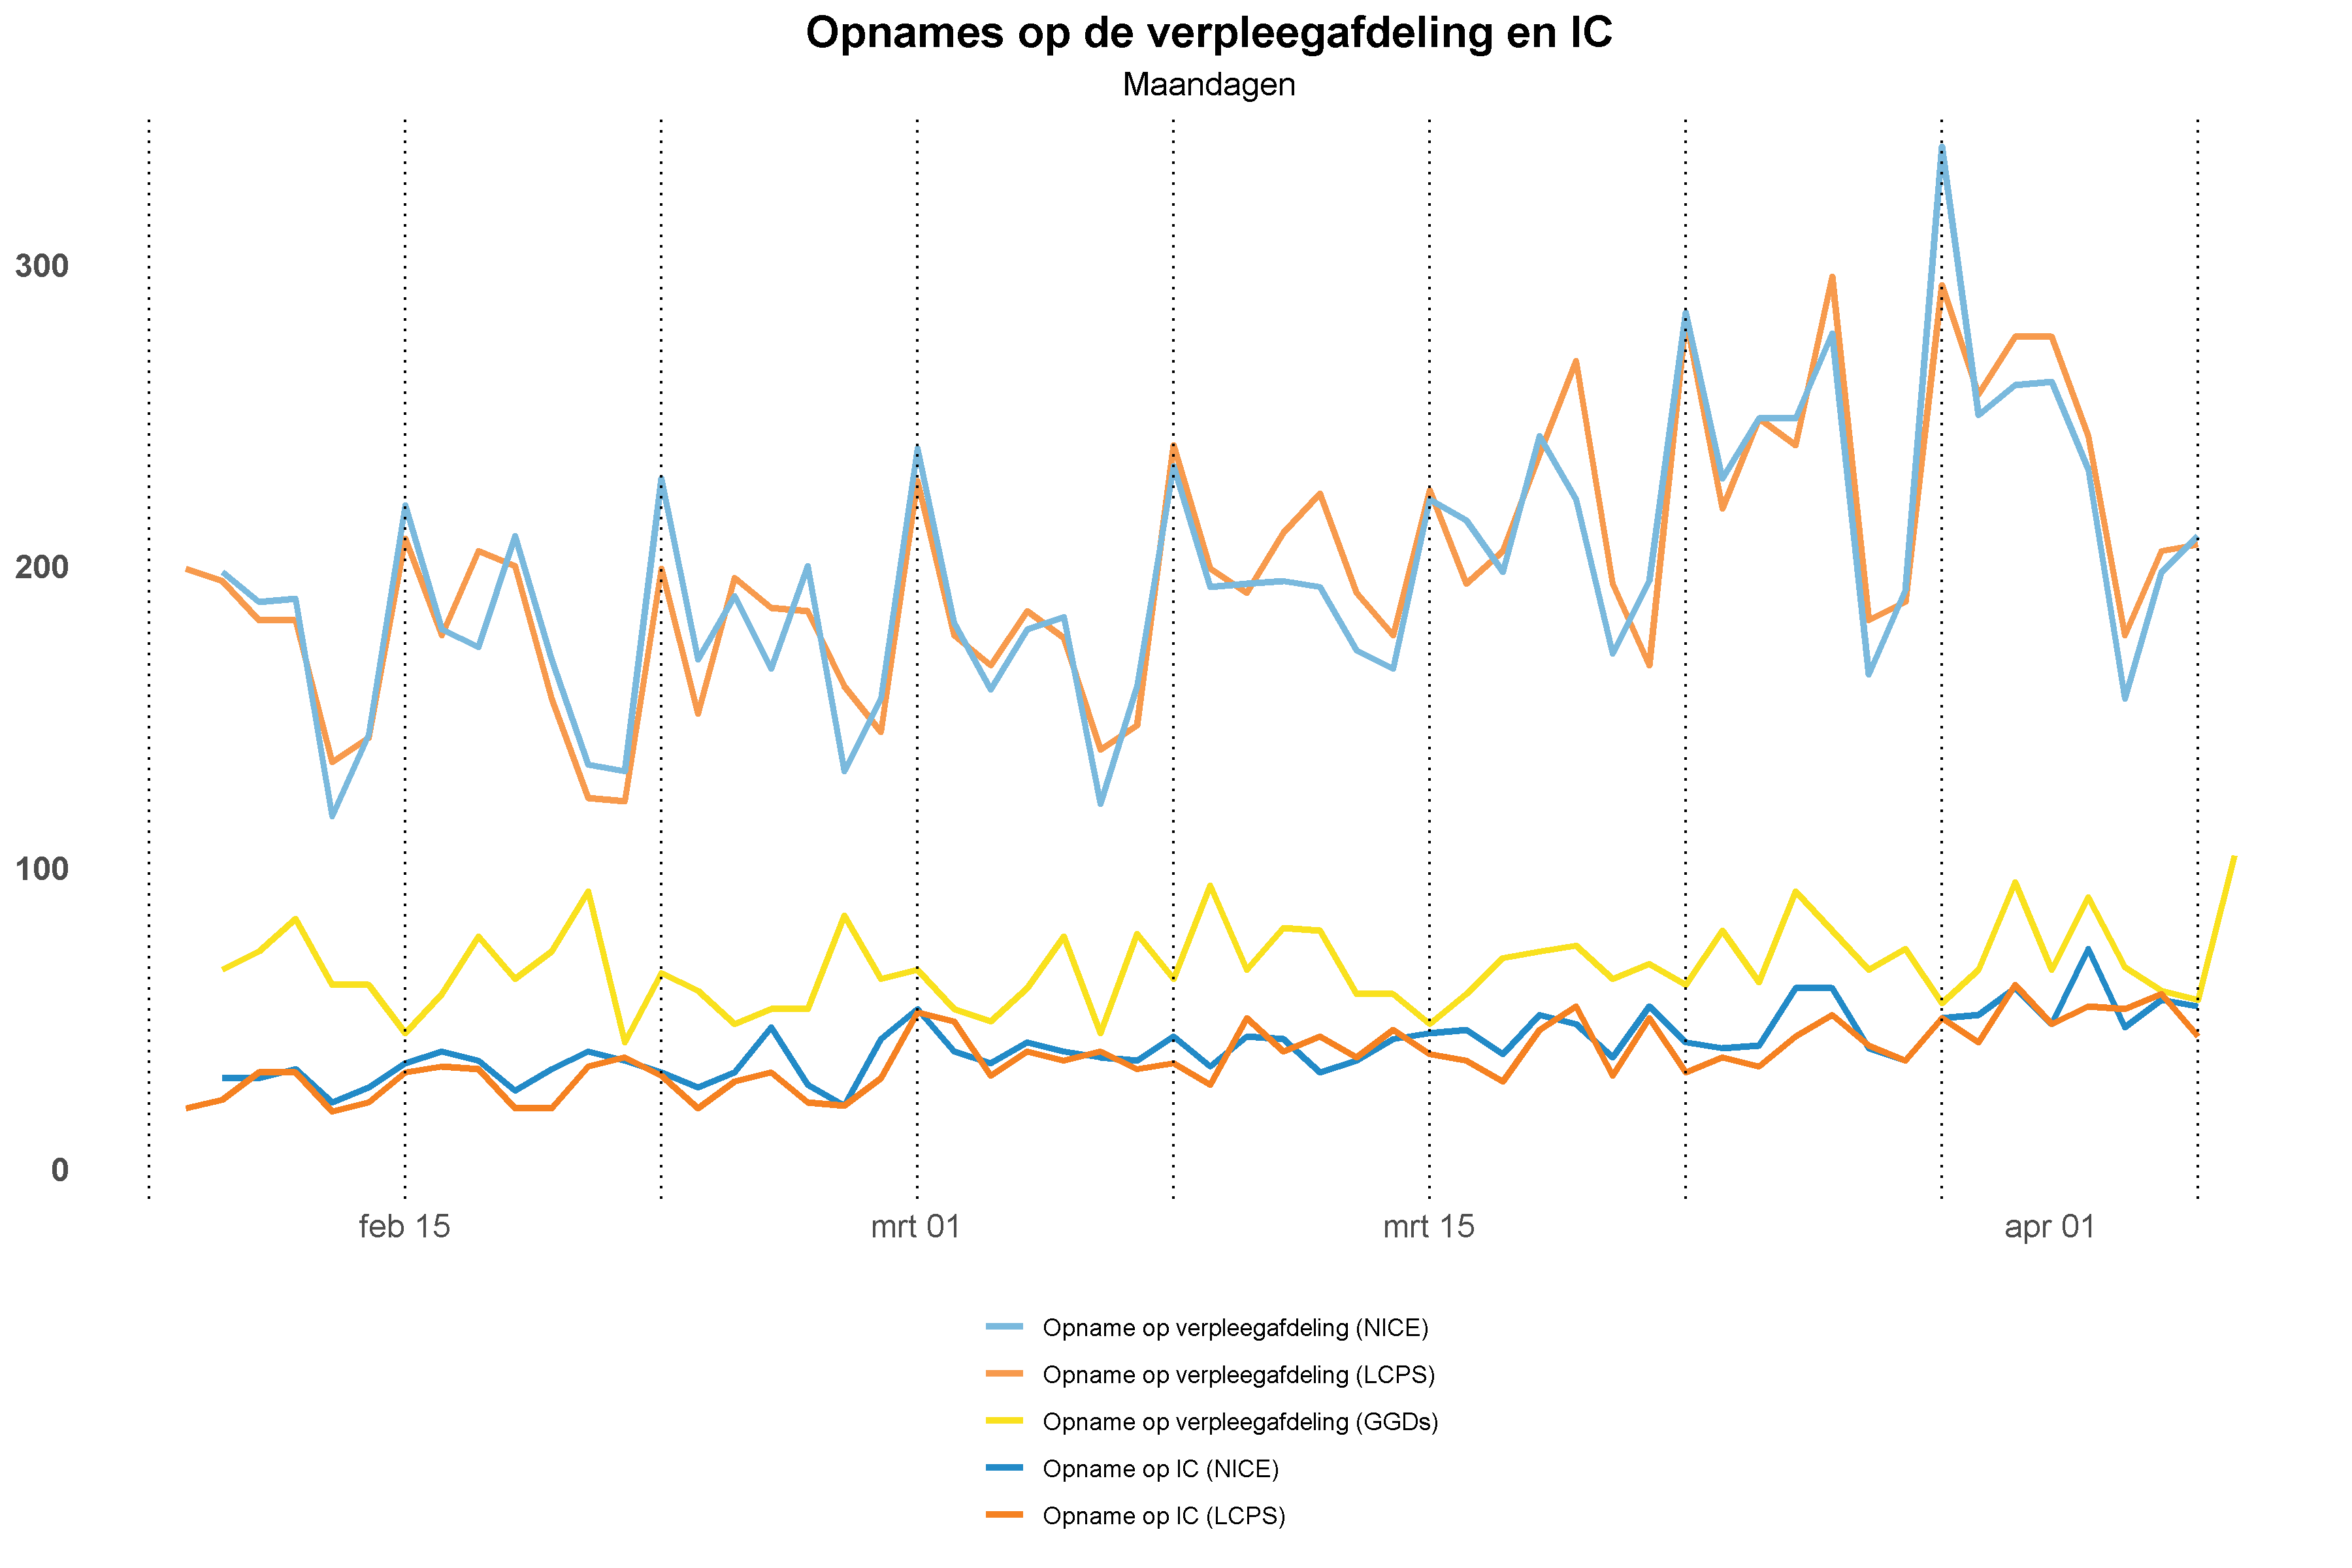 Opnames op de verpleegafdeling en IC
Maandagen
300
200
100
0
feb 15
mrt 01
mrt 15
apr 01
Opname op verpleegafdeling (NICE)
Opname op verpleegafdeling (LCPS)
Opname op verpleegafdeling (GGDs)
Opname op IC (NICE)
Opname op IC (LCPS)